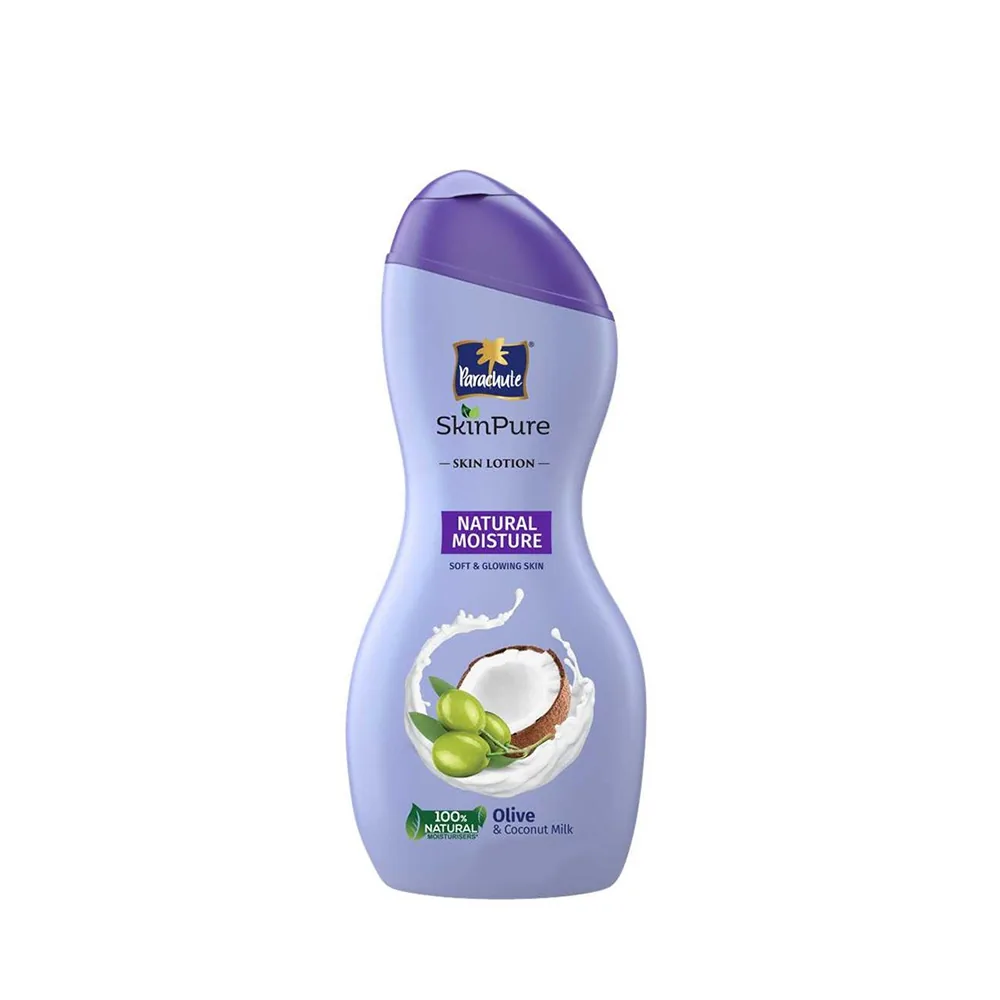 Parachute®
SkinPure
— SKIN LOTION —
NATURAL
MOISTURE
SOFT & GLOWING SKIN
100%
NATURAL
MOISTURISERS*
Olive
& Coconut Milk